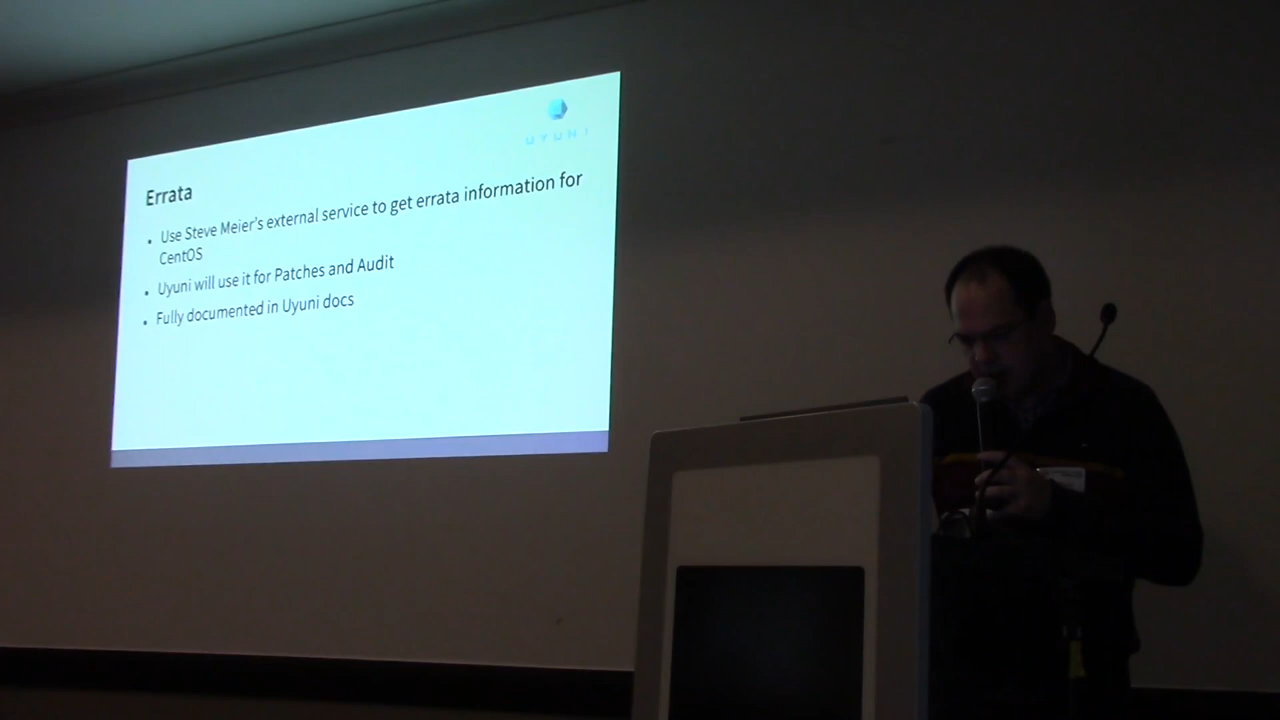 UYUNI
Errata
• Use Steve Meier's external service to get errata information for
CentOS
• Uyuni will use it for Patches and Audit
• Fully documented in Uyuni docs